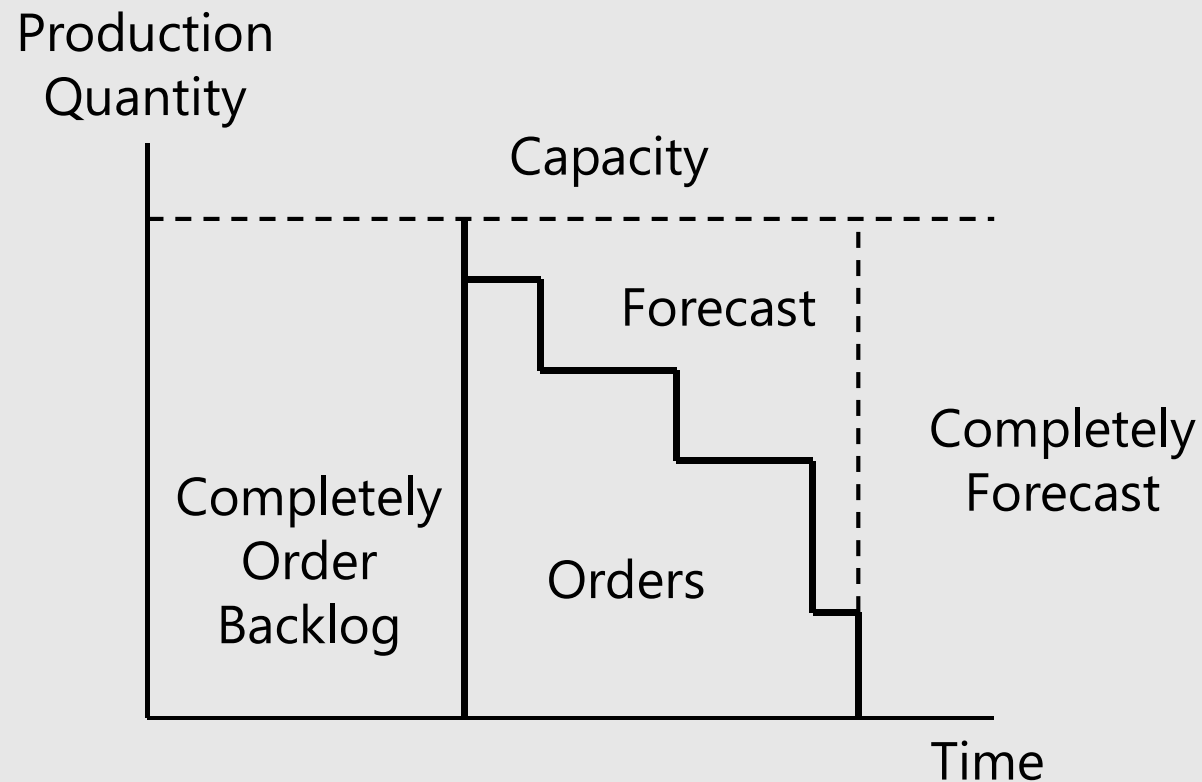 Production
Quantity
Capacity
Forecast
Completely
Forecast
Completely
Order
Backlog
Orders
Time